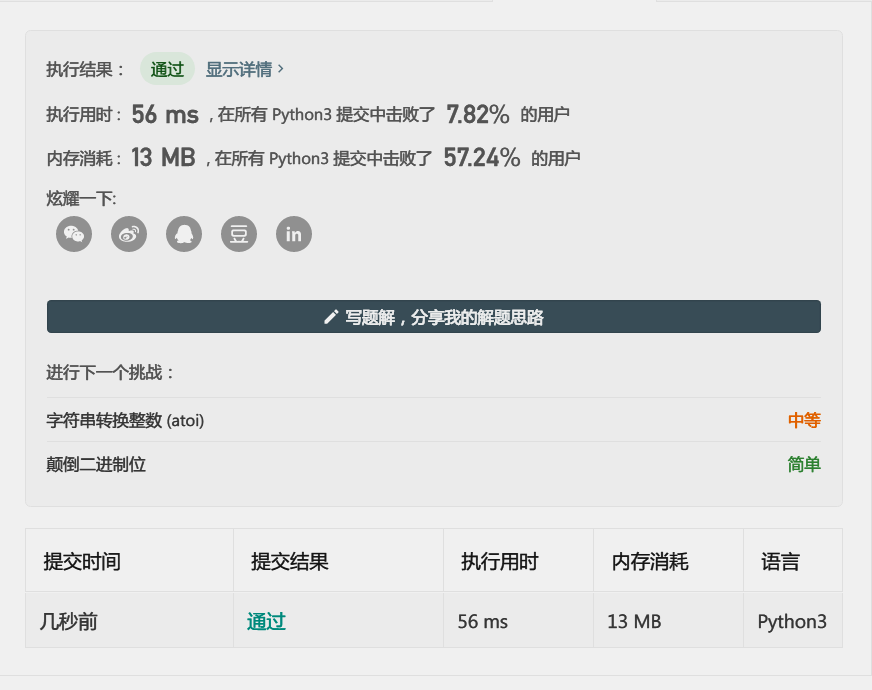 执行结果： 通过 显示详情 ›
执行用时 : 56 ms , 在所有 Python3 提交中击败了 7.82% 的用户
内存消耗 : 13 MB , 在所有 Python3 提交中击败了 57.24% 的用户
炫耀一下:
豆 in
写题解，分享我的解题思路
进行下一个挑战：
字符串转换整数 (atoi) 中等
颠倒二进制位 简单
提交时间 提交结果 执行用时 内存消耗 语言
几秒前 通过 56 ms 13 MB Python3